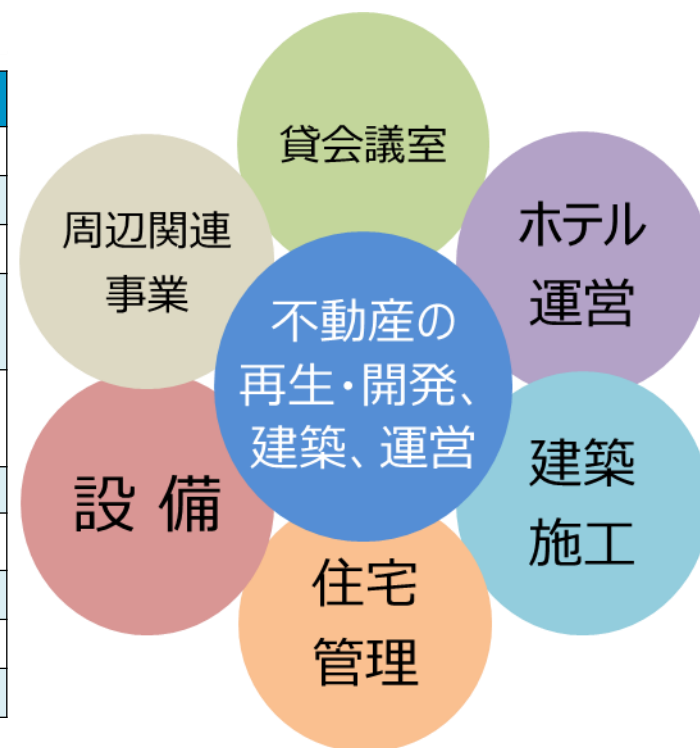 貸会議室
周辺関連
事業
ホテル
運営
不動産の
再生・開発、
建築、運営
設 備
建築
施工
住宅
管理